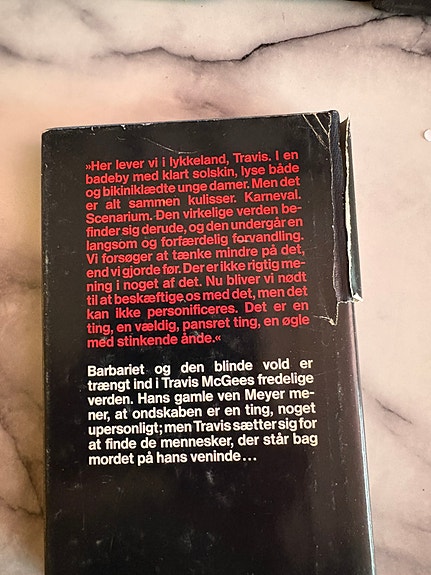 »Her lever vi i lykkeland, Travis. I en
badeby med klart solskin, lyse både
og bikiniklædte unge damer. Men det
er alt sammen kulisser. Karneval.
Scenarium. Den virkelige verden be-
finder sig derude, og den undergår en
langsom og forfærdelig forvandling.
Vi forsøger at tænke mindre på det,
end vi gjorde før. Der er ikke rigtig me-
ning i noget af det. Nu bliver vi nødt
til at beskæftige os med det, men det
kan ikke personificeres. Det er en
ting, en vældig, pansret ting, en øgle
med stinkende ånde.«
Barbariet og den blinde vold er
trængt ind i Travis McGees fredelige
verden. Hans gamle ven Meyer me-
ner, at ondskaben er en ting, noget
upersonligt; men Travis sætter sig for
at finde de mennesker, der står bag
mordet på hans veninde...